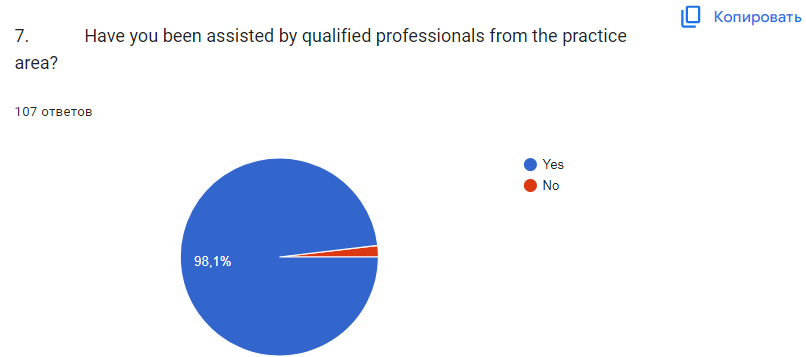 Копировать
7. Have you been assisted by qualified professionals from the practice
area?
107 ответов
Yes
No
98,1%